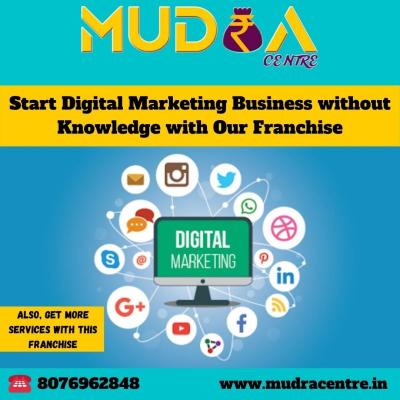 MUDRA
CENTRE
Start Digital Marketing Business without
Knowledge with Our Franchise
DIGITAL
MARKETING
ALSO, GET MORE
SERVICES WITH THIS
FRANCHISE
8076962848
www.mudracentre.in